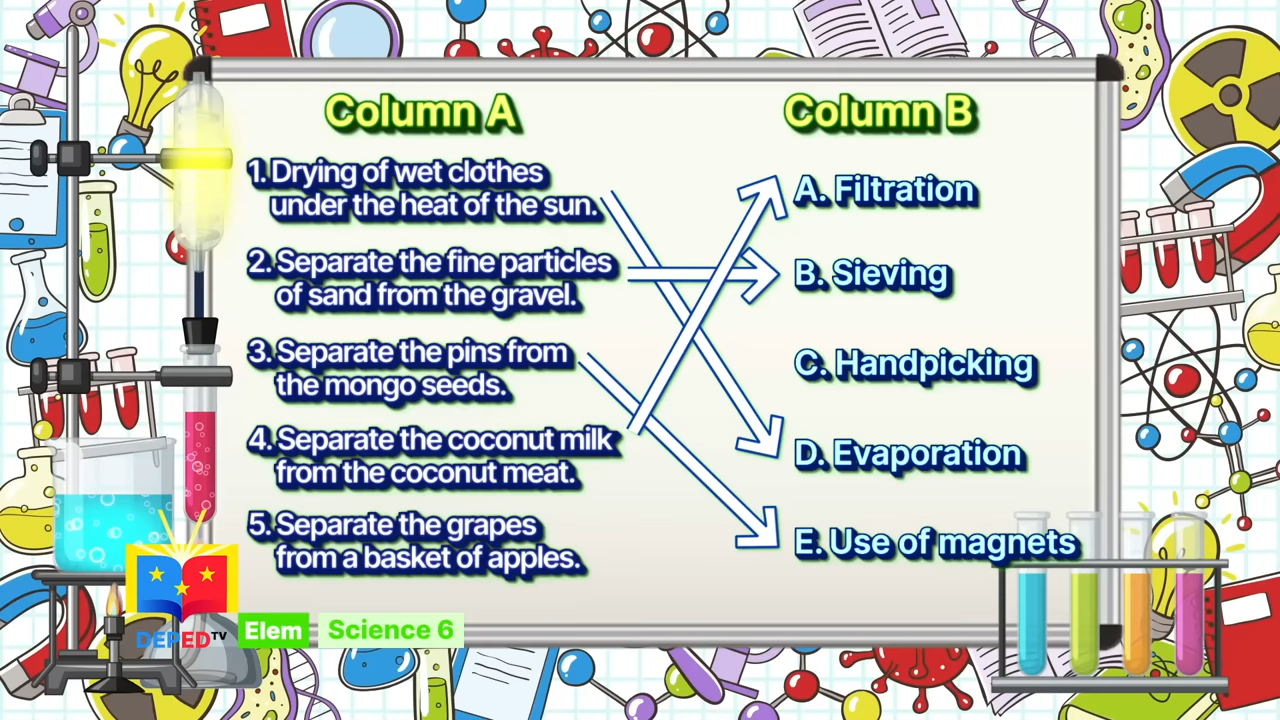 Column A
1. Drying of wet clothes
under the heat of the sun.
2. Separate the fine particles
of sand from the gravel.
3. Separate the pins from
the mongo seeds.
4. Separate the coconut milk
from the coconut meat.
5. Separate the grapes
from a basket of apples.
Column B
A. Filtration
B. Sieving
C. Handpicking
D. Evaporation
E. Use of magnets
DEPED TV
Elem
Science 6